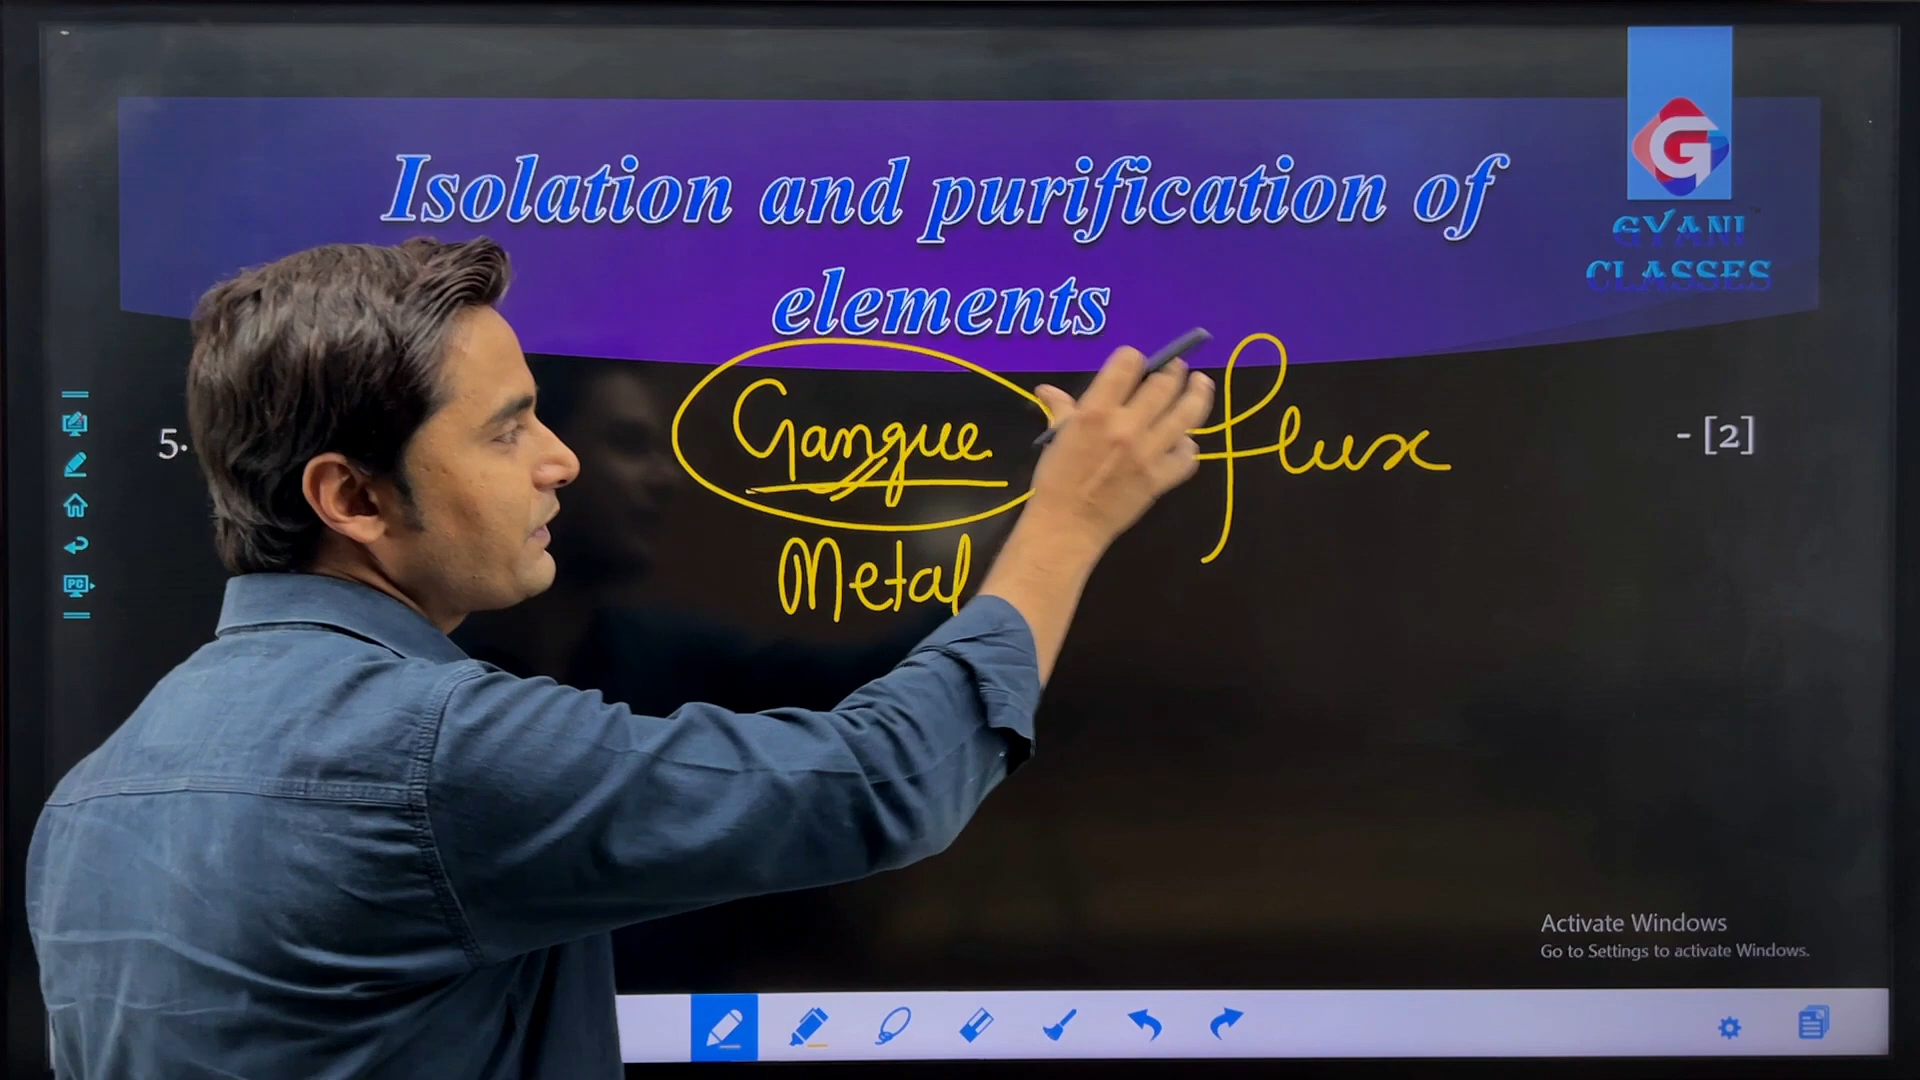 Isolation and purification of
elements
GYANI
CLASSES
5.
Gangue
flux
- [2]
Metal
PC
Activate Windows
Go to Settings to activate Windows.